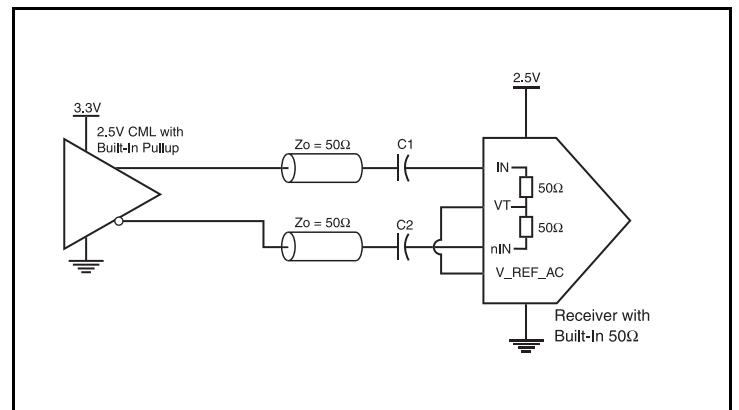 2.5V
3.3V
2.5V CML with
Built-In Pullup
Zo = 50Ω
C1
IN
50Ω
VT
Zo = 50Ω
C2
50Ω
nIN
V_REF_AC
Receiver with
Built-In 50Ω